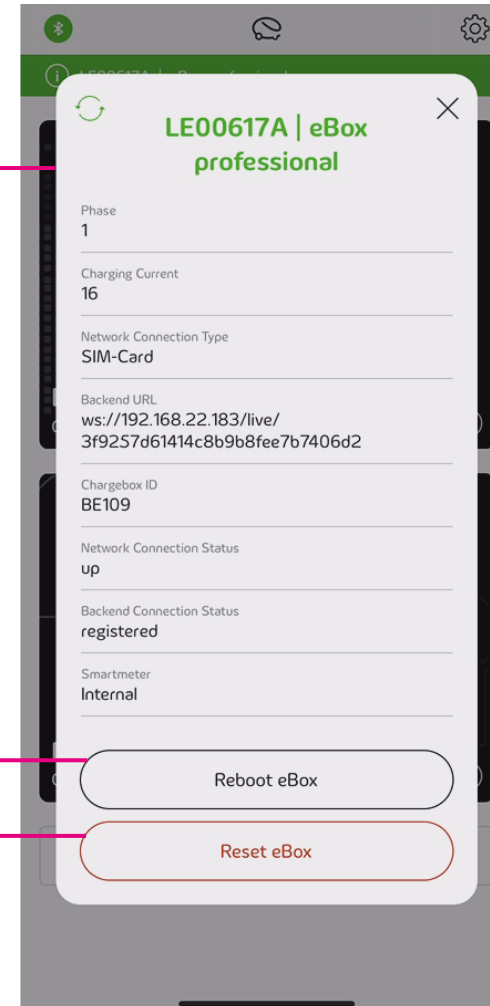 LE00617A | eBox
professional
Phase
1
Charging Current
16
Network Connection Type
SIM-Card
Backend URL
ws://192.168.22.183/live/
3f9257d61414c8b9b8fee7b7406d2
Chargebox ID
BE109
Network Connection Status
up
Backend Connection Status
registered
Smartmeter
Internal
Reboot eBox
Reset eBox